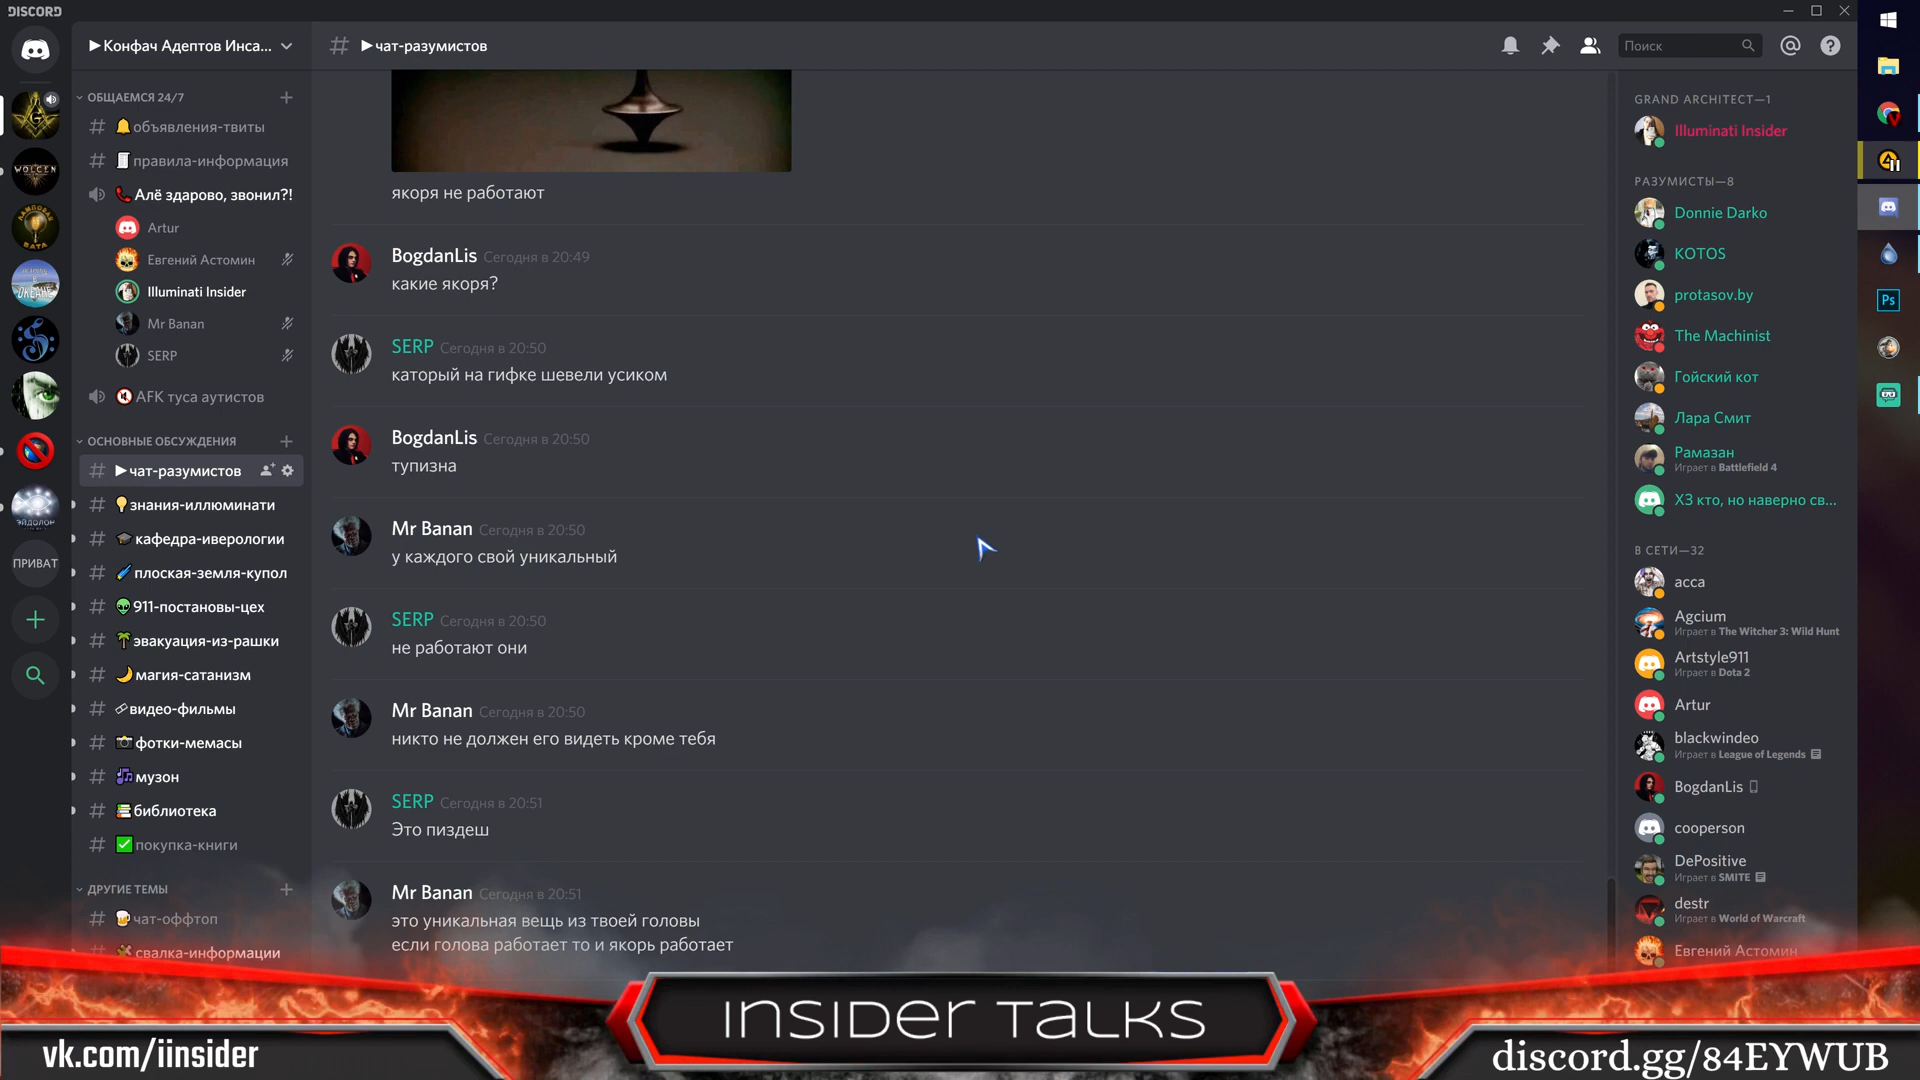 DISCORD
▶Конфач Адептов Инса...
▶чат-разумистов
Поиск
ОБЩАЕМСЯ 24/7
объявления-твиты
правила-информация
Алё здарово, звонил?!
Artur
Евгений Астомин
Illuminati Insider
Mr Banan
SERP
AFK туса аутистов
ОСНОВНЫЕ ОБСУЖДЕНИЯ
▶чат-разумистов
знания-иллюминати
кафедра-иверологии
плоская-земля-купол
911-постановы-цех
эвакуация-из-рашки
магия-сатанизм
видео-фильмы
фотки-мемасы
музон
библиотека
покупка-книги
ДРУГИЕ ТЕМЫ
чат-оффтоп
свалка-информации
WOLCEN
ЛАМПОВАЯ
ВАТА
ОКЕАНЕ
ЭЙДОЛОН
ПРИВАТ
якоря не работают
BogdanLis Сегодня в 20:49
какие якоря?
SERP Сегодня в 20:50
каторый на гифке шевели усиком
BogdanLis Сегодня в 20:50
тупизна
Mr Banan Сегодня в 20:50
у каждого свой уникальный
SERP Сегодня в 20:50
не работают они
Mr Banan Сегодня в 20:50
никто не должен его видеть кроме тебя
SERP Сегодня в 20:51
Это пиздеш
Mr Banan Сегодня в 20:51
это уникальная вещь из твоей головы
если голова работает то и якорь работает
GRAND ARCHITECT—1
Illuminati Insider
РАЗУМИСТЫ—8
Donnie Darko
KOTOS
protasov.by
The Machinist
Гойский кот
Лара Смит
Рамазан
Играет в Battlefield 4
ХЗ кто, но наверно св...
В СЕТИ—32
acca
Agcium
Играет в The Witcher 3: Wild Hunt
Artstyle911
Играет в Dota 2
Artur
blackwindeo
Играет в League of Legends
BogdanLis
cooperson
DePositive
Играет в SMITE
destr
Играет в World of Warcraft
Евгений Астомин
Ps
INSIDER TALKS
vk.com/iinsider
discord.gg/84EYWUB